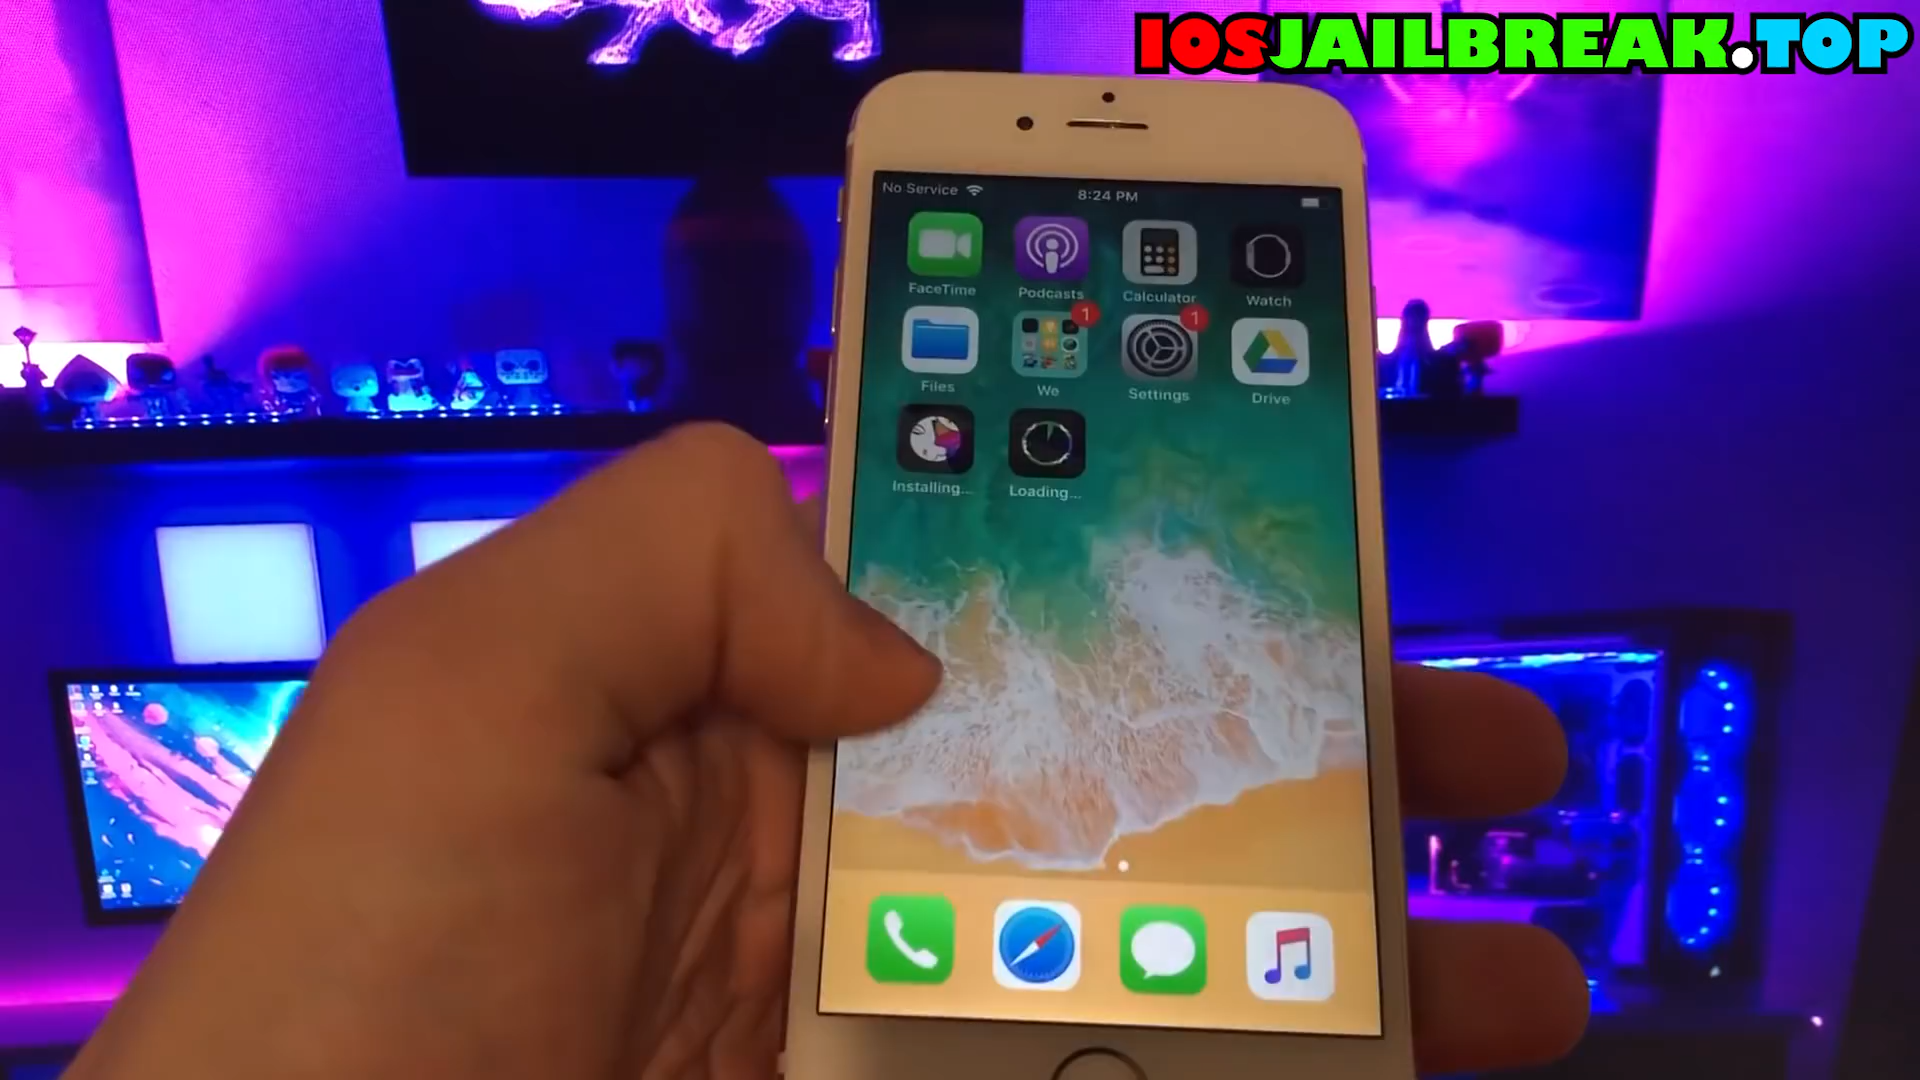 IOSJAILBREAK.TOP
No Service
8:24 PM
FaceTime
Podcasts
Calculator
Watch
1
1
Files
We
Settings
Drive
Installing...
Loading...